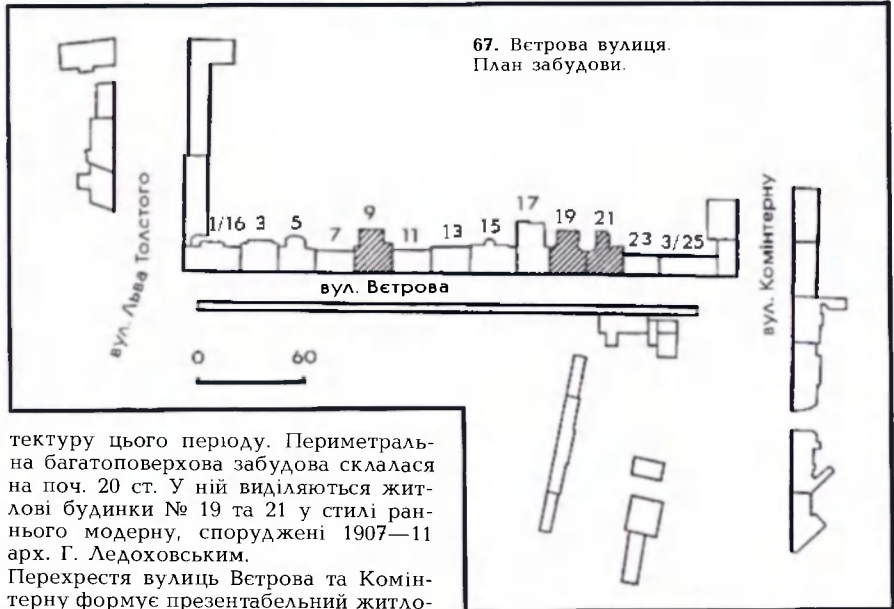 67. Вєтрова вулиця.
План забудови.
вул. Льва Толстого
1/16 3 5 7 9 11 13 15 17 19 21 23 3/25
вул. Вєтрова
вул. Комінтерну
0 60
тектуру цього періоду. Периметраль-
на багатоповерхова забудова склалася
на поч. 20 ст. У ній виділяються жит-
лові будинки № 19 та 21 у стилі ран-
нього модерну, споруджені 1907—11
арх. Г. Ледоховським.
Перехрестя вулиць Вєтрова та Комін-
терну формує презентабельний житло-